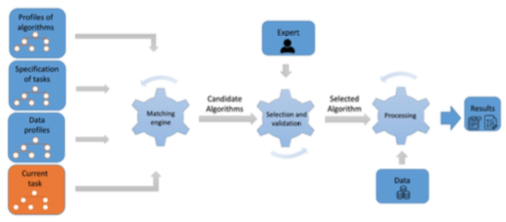 Profiles of
algorithms
Specification
of tasks
Data
profiles
Current
task
Matching
engine
Candidate
Algorithms
Expert
Selection and
validation
Selected
Algorithm
Processing
Data
Results